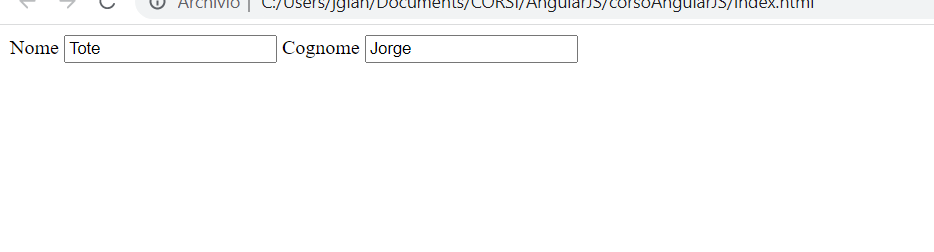 Archivio | C:/Users/jgian/Documents/CORSI/AngularJS/corsoAngularJS/index.html
Nome Tote Cognome Jorge